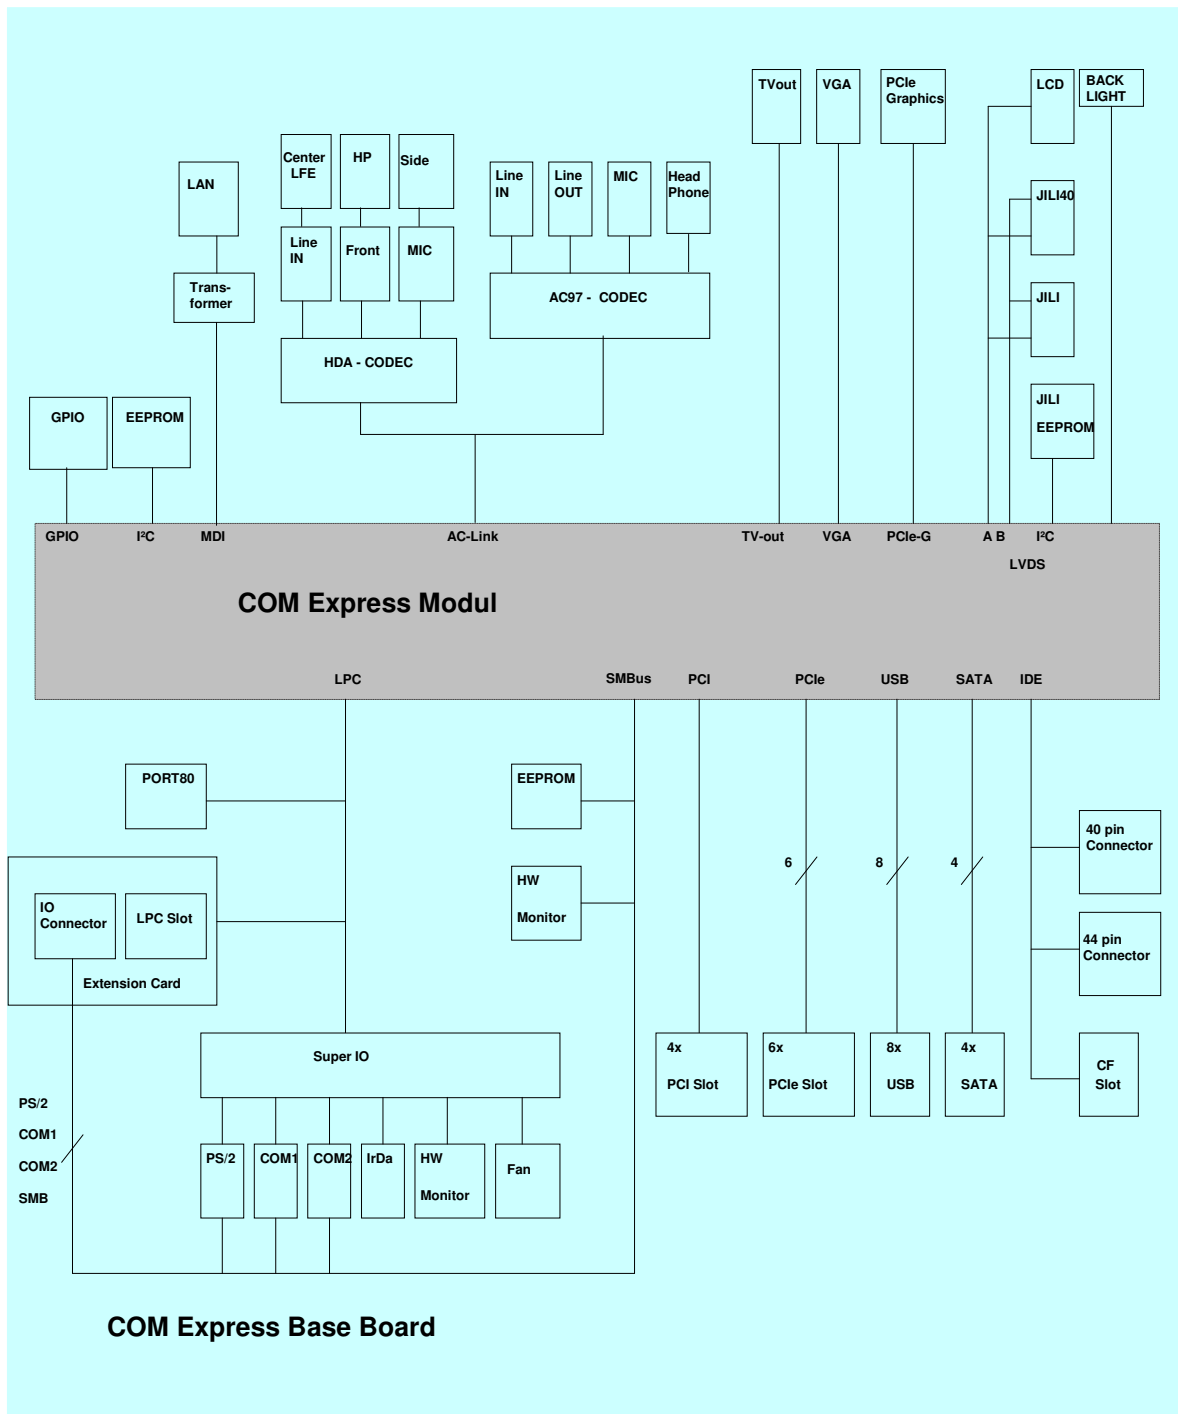 TVout
VGA
PCIe
Graphics
LCD
BACK
LIGHT
Center
LFE
HP
Side
LAN
Line
IN
Line
OUT
MIC
Head
Phone
JILI40
Line
IN
Front
MIC
Trans-
former
AC97 - CODEC
JILI
HDA - CODEC
JILI
EEPROM
GPIO
EEPROM
GPIO
I²C
MDI
AC-Link
TV-out
VGA
PCIe-G
A B
I²C
LVDS
COM Express Modul
LPC
SMBus
PCI
PCIe
USB
SATA
IDE
PORT80
EEPROM
40 pin
Connector
6
8
4
HW
Monitor
IO
Connector
LPC Slot
Extension Card
44 pin
Connector
Super IO
4x
PCI Slot
6x
PCIe Slot
8x
USB
4x
SATA
CF
Slot
PS/2
COM1
COM2
SMB
PS/2
COM1
COM2
IrDa
HW
Monitor
Fan
COM Express Base Board